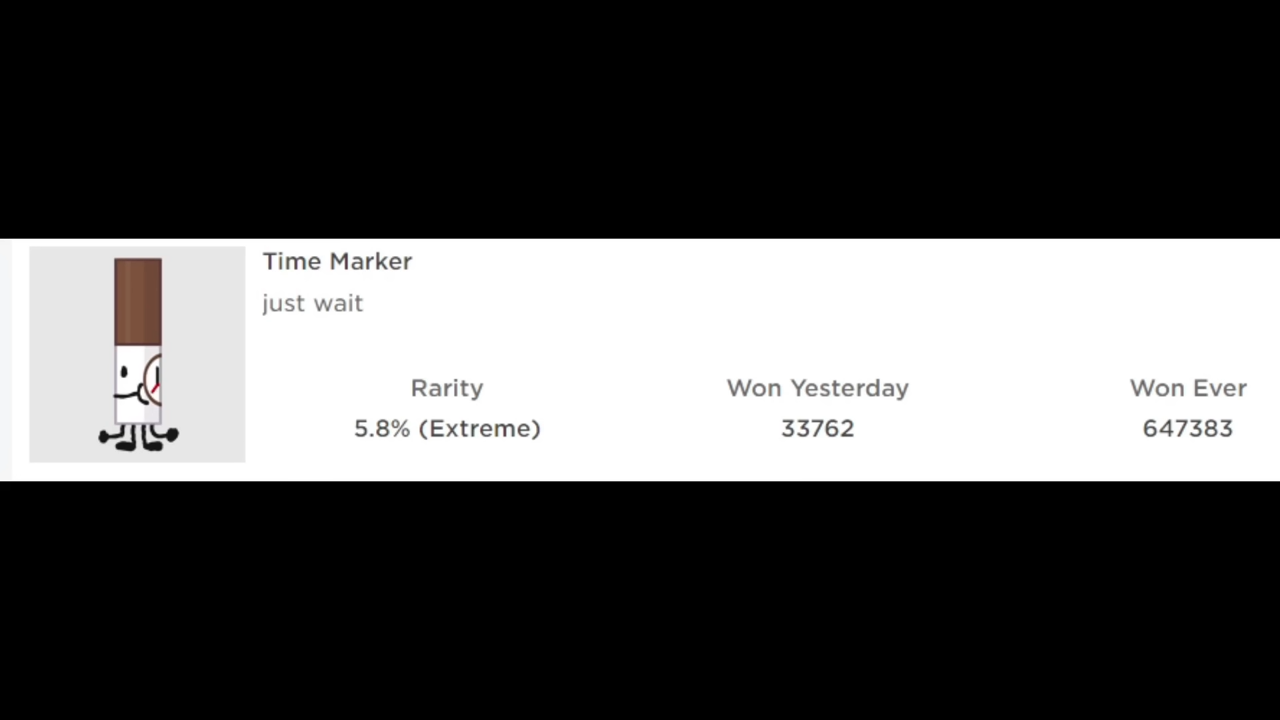 Time Marker
just wait
Rarity Won Yesterday Won Ever
5.8% (Extreme) 33762 647383